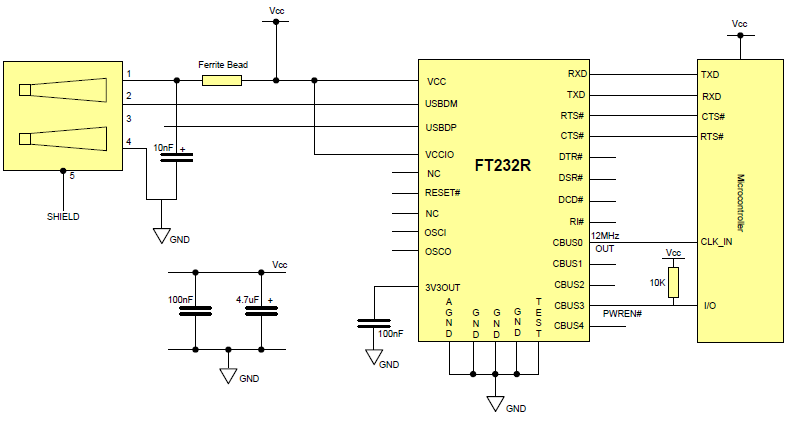 Vcc
Vcc
Ferrite Bead
1
2
3
4
5
SHIELD
10nF +
GND
VCC
USBDM
USBDP
VCCIO
NC
RESET#
NC
OSCI
OSCO
3V3OUT
FT232R
RXD
TXD
RTS#
CTS#
DTR#
DSR#
DCD#
RI#
CBUS0
CBUS1
CBUS2
CBUS3
CBUS4
12MHz
OUT
Vcc
10K
PWREN#
TXD
RXD
CTS#
RTS#
Microcontroller
CLK_IN
I/O
Vcc
100nF
4.7uF +
GND
100nF
GND
AGND
GND
GND
GND
TEST
GND